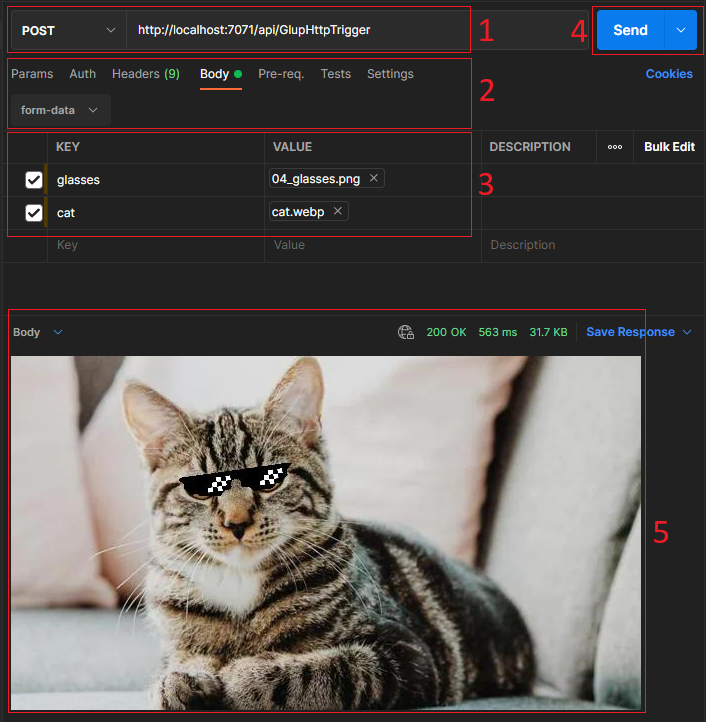 POST http://localhost:7071/api/GlupHttpTrigger 1 4 Send
Params Auth Headers (9) Body Pre-req. Tests Settings Cookies
2
form-data
KEY VALUE DESCRIPTION Bulk Edit
glasses 04_glasses.png 3
cat cat.webp
Key Value Description
Body 200 OK 563 ms 31.7 KB Save Response
5